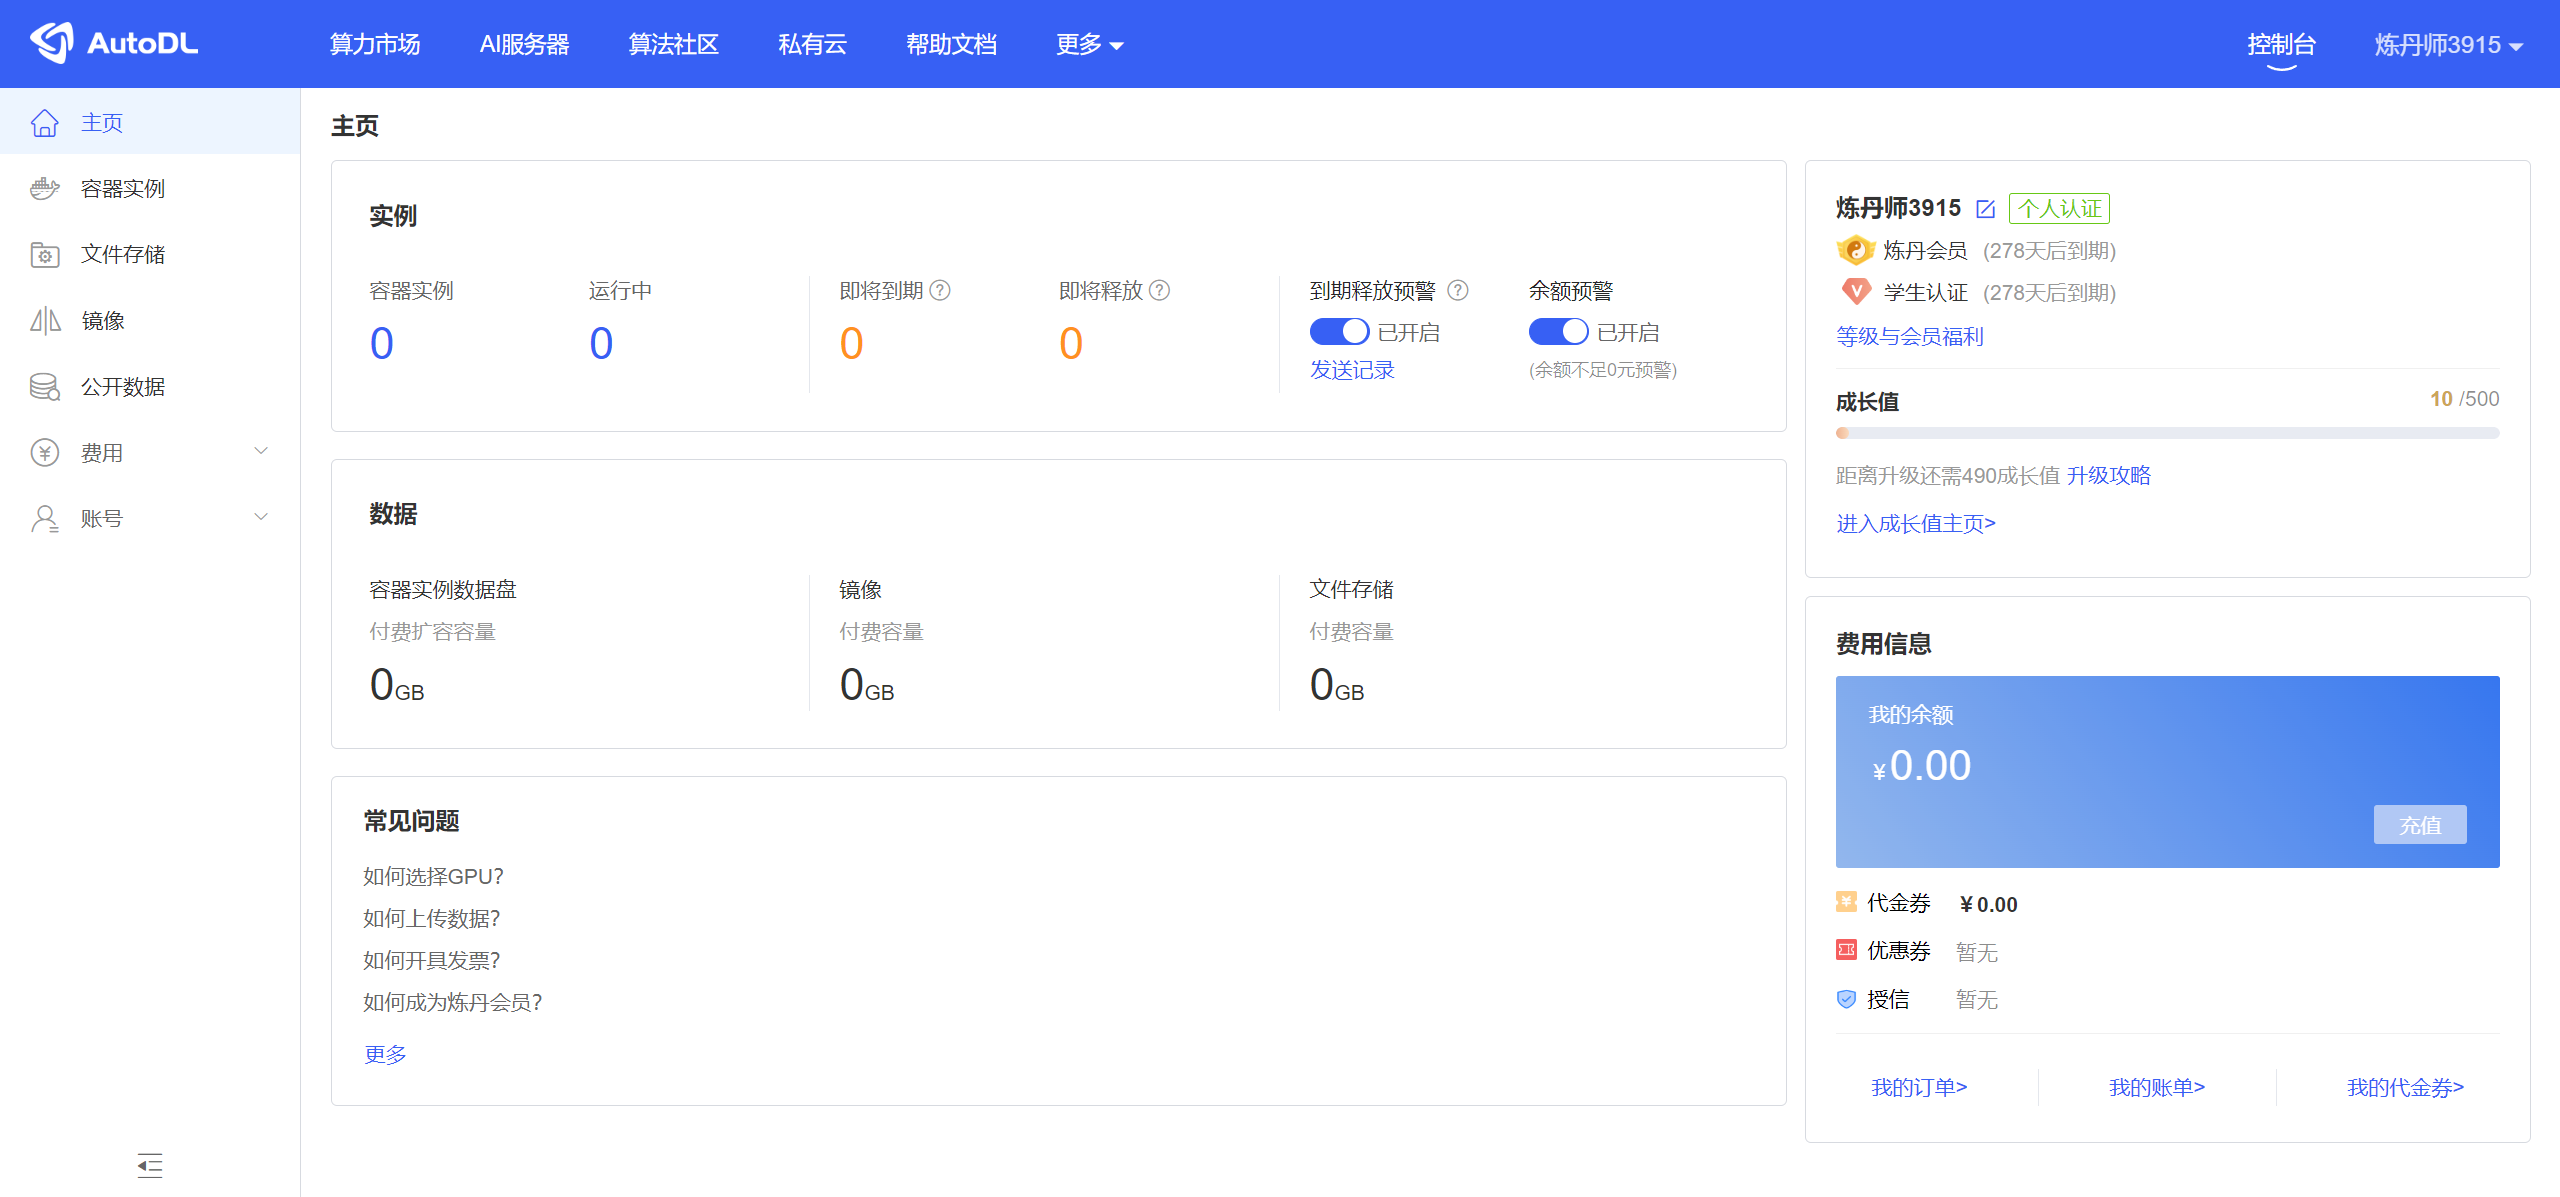 AutoDL
算力市场 AI服务器 算法社区 私有云 帮助文档 更多
控制台 炼丹师3915
主页
容器实例
文件存储
镜像
公开数据
费用
账号
主页
实例
容器实例 运行中 即将到期 ? 即将释放 ? 到期释放预警 ? 余额预警
0 0 0 0 已开启 已开启
发送记录 (余额不足0元预警)
数据
容器实例数据盘 镜像 文件存储
付费扩容容量 付费容量 付费容量
0GB 0GB 0GB
常见问题
如何选择GPU?
如何上传数据?
如何开具发票?
如何成为炼丹会员?
更多
炼丹师3915 个人认证
炼丹会员 (278天后到期)
V 学生认证 (278天后到期)
等级与会员福利
成长值 10 /500
距离升级还需490成长值 升级攻略
进入成长值主页>
费用信息
我的余额
¥0.00
充值
代金券 ¥0.00
优惠券 暂无
授信 暂无
我的订单> 我的账单> 我的代金券>